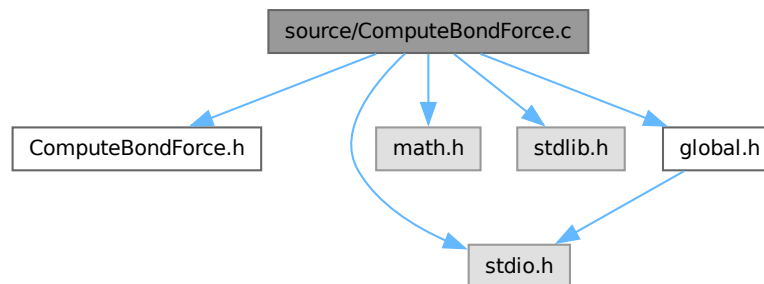 source/ComputeBondForce.c
ComputeBondForce.h
math.h
stdlib.h
global.h
stdio.h